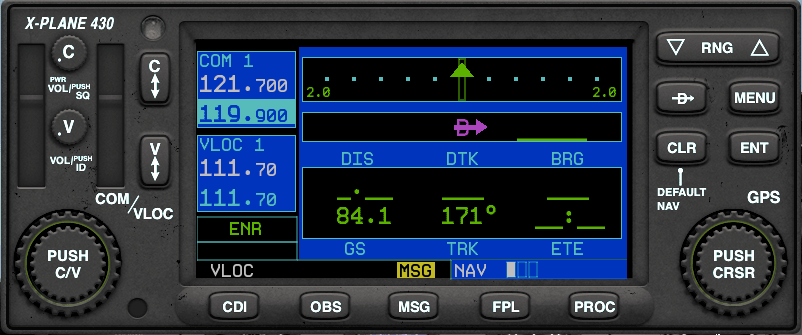 X-PLANE 430
.C
PWR
VOL/PUSH
SQ
.V
VOL/PUSH
ID
C
V
COM/VLOC
PUSH
C/V
COM 1
121.700
119.900
VLOC 1
111.70
111.70
ENR
VLOC
MSG
NAV
2.0
2.0
D
DIS
DTK
BRG
_._
___
84.1
171°
__:__
GS
TRK
ETE
CDI
OBS
MSG
FPL
PROC
RNG
D
MENU
CLR
ENT
DEFAULT
NAV
GPS
PUSH
CRSR